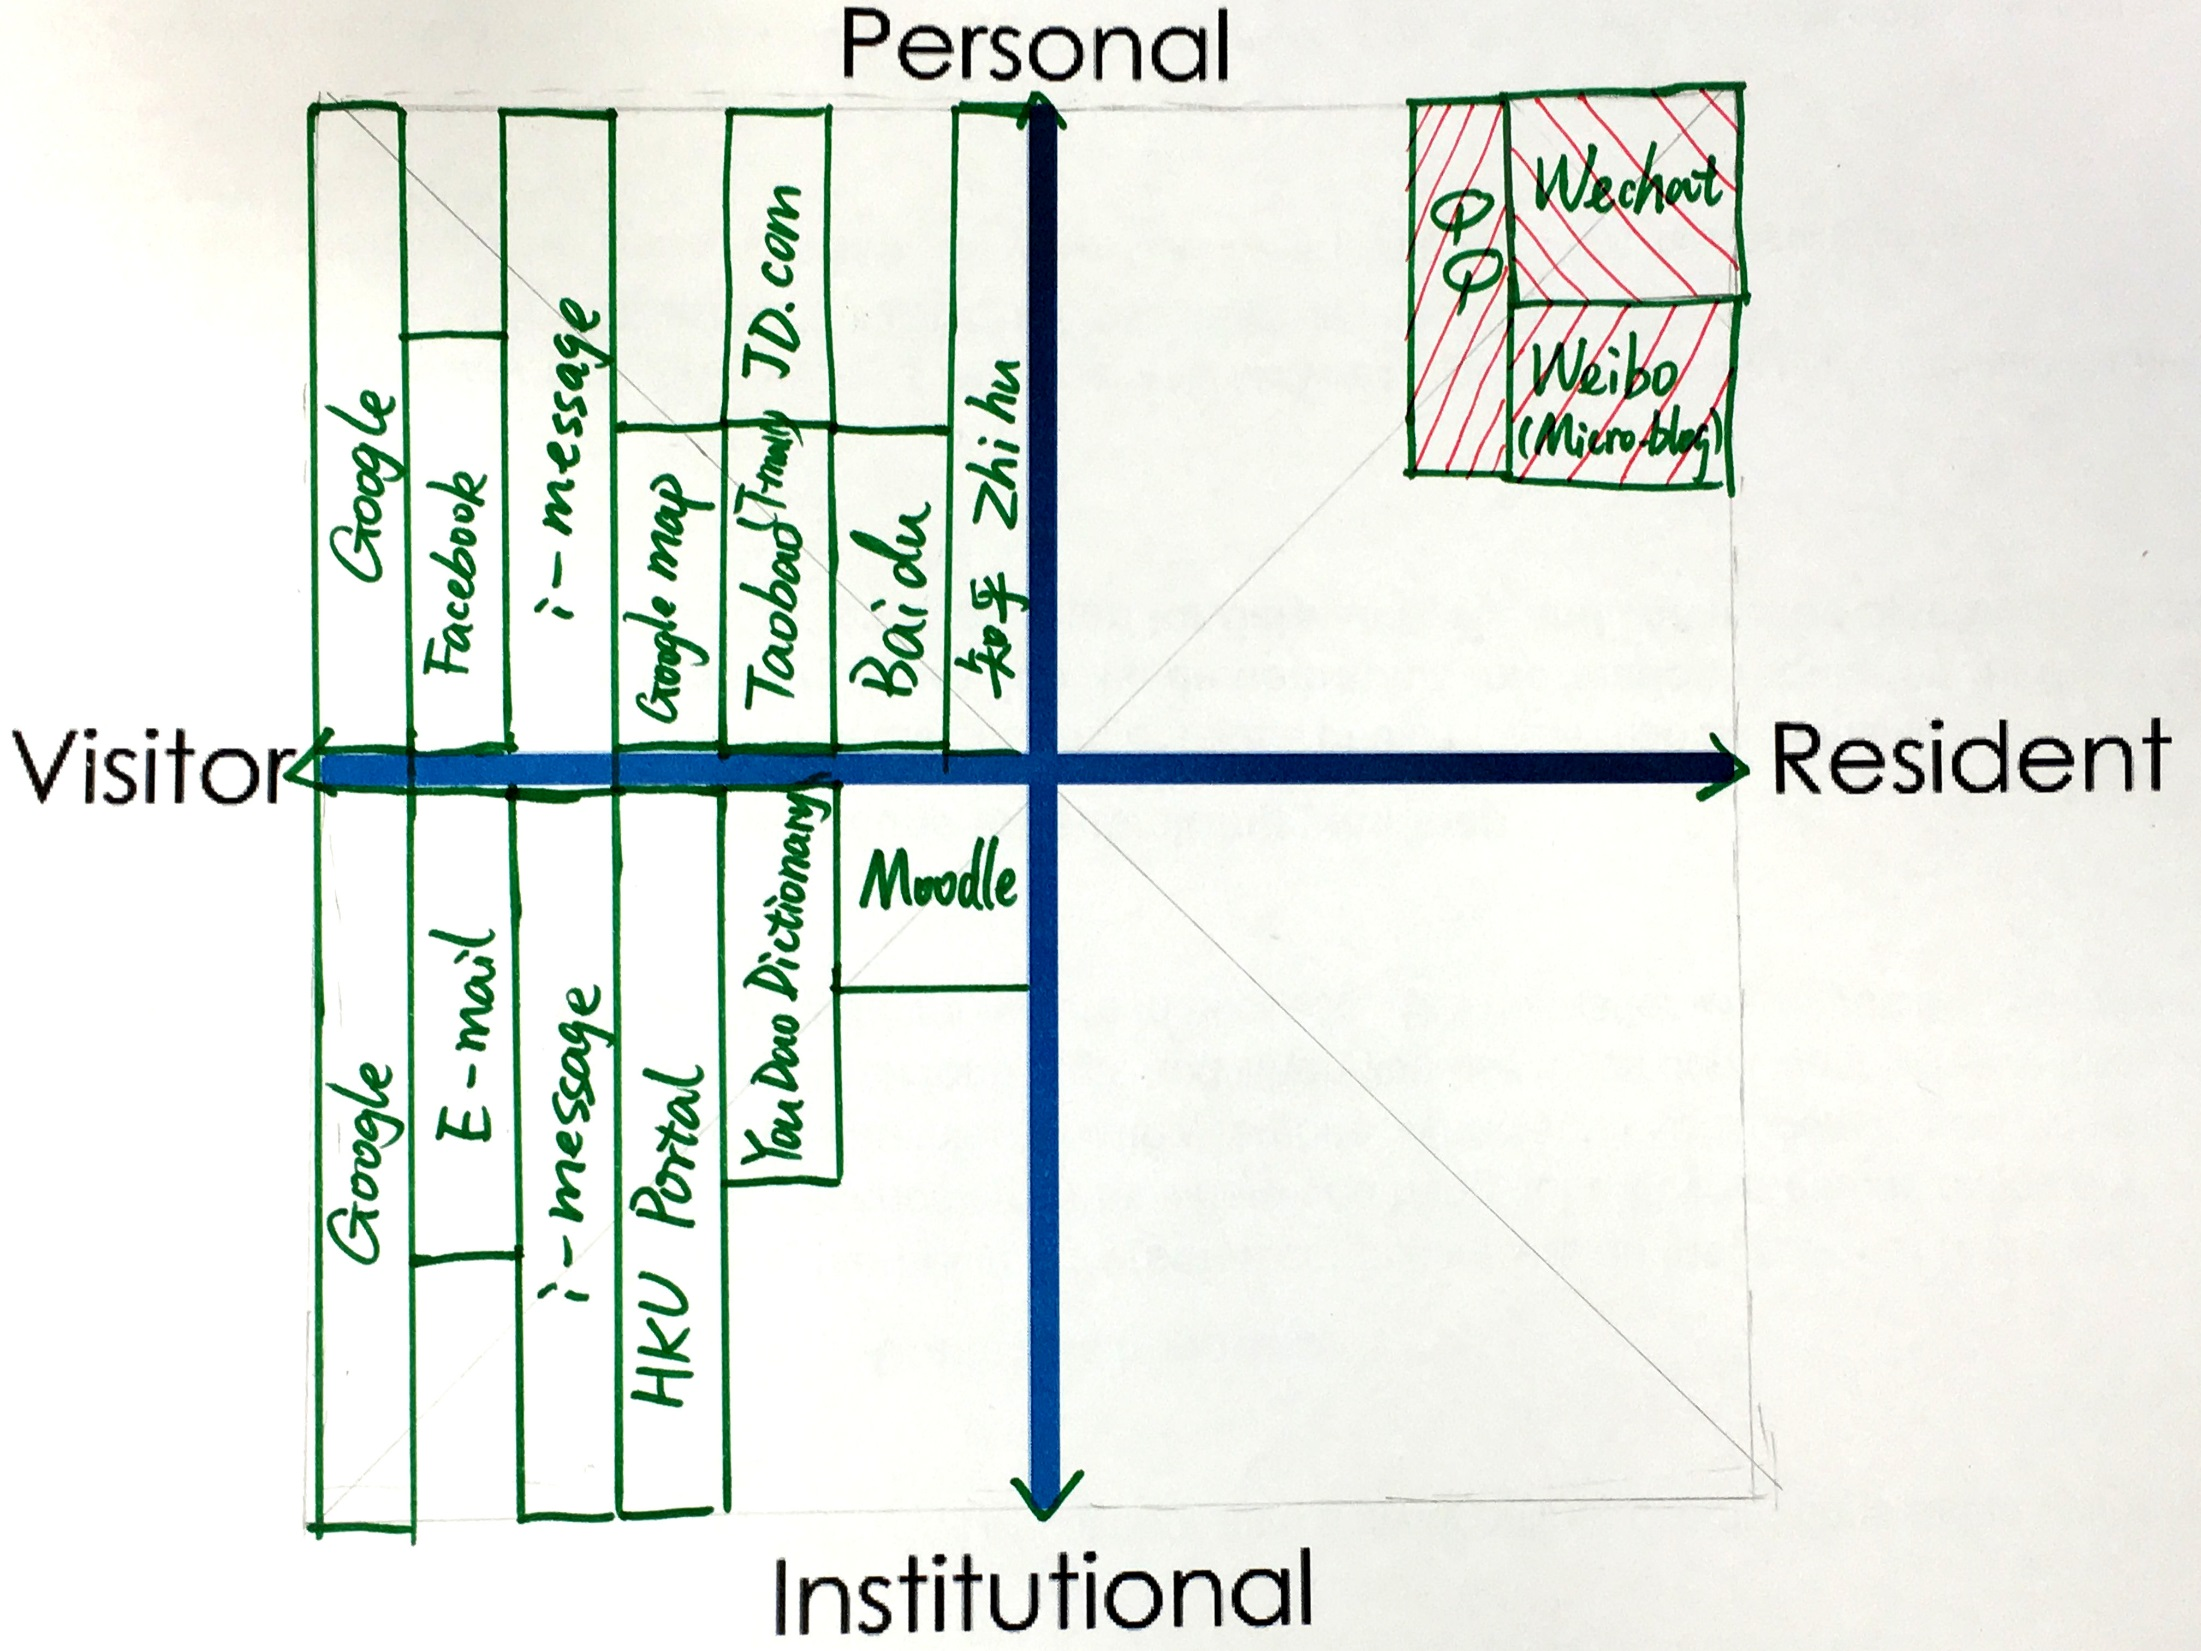 Personal
Google
Facebook
i-message
Google map
JD.com
Taobao/Tmall
Baidu
知乎 Zhihu
QQ
Wechat
Weibo
(Micro-blog)
Visitor
Resident
Google
E-mail
i-message
HKU Portal
YouDao Dictionary
Moodle
Institutional